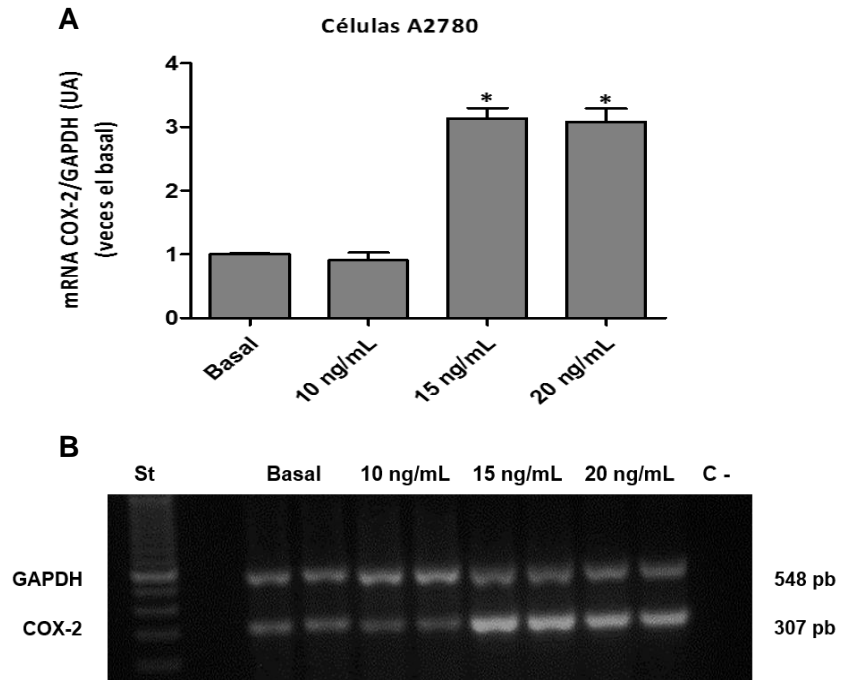 A
Células A2780
mRNA COX-2/GAPDH (UA)
(veces el basal)
4
3
2
1
0
* *
Basal
10 ng/mL
15 ng/mL
20 ng/mL
B
St Basal 10 ng/mL 15 ng/mL 20 ng/mL C -
GAPDH 548 pb
COX-2 307 pb